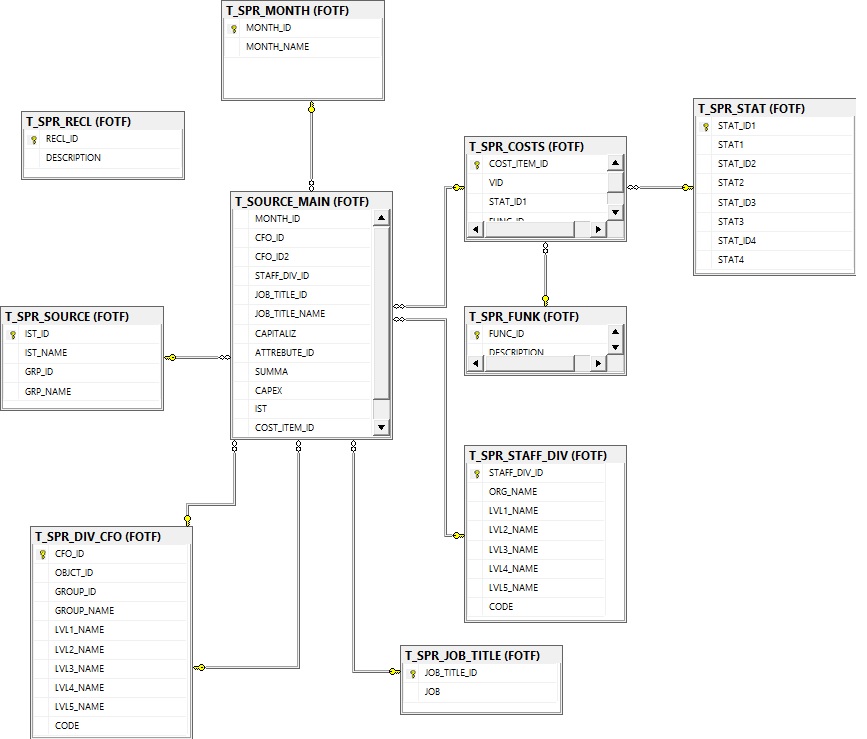 T_SPR_MONTH (FOTF)
MONTH_ID
MONTH_NAME
T_SPR_RECL (FOTF)
RECL_ID
DESCRIPTION
T_SOURCE_MAIN (FOTF)
MONTH_ID
CFO_ID
CFO_ID2
STAFF_DIV_ID
JOB_TITLE_ID
JOB_TITLE_NAME
CAPITALIZ
ATTREBUTE_ID
SUMMA
CAPEX
IST
COST_ITEM_ID
T_SPR_COSTS (FOTF)
COST_ITEM_ID
VID
STAT_ID1
FUNC_ID
T_SPR_STAT (FOTF)
STAT_ID1
STAT1
STAT_ID2
STAT2
STAT_ID3
STAT3
STAT_ID4
STAT4
T_SPR_SOURCE (FOTF)
IST_ID
IST_NAME
GRP_ID
GRP_NAME
T_SPR_FUNK (FOTF)
FUNC_ID
DESCRIPTION
T_SPR_STAFF_DIV (FOTF)
STAFF_DIV_ID
ORG_NAME
LVL1_NAME
LVL2_NAME
LVL3_NAME
LVL4_NAME
LVL5_NAME
CODE
T_SPR_DIV_CFO (FOTF)
CFO_ID
OBJCT_ID
GROUP_ID
GROUP_NAME
LVL1_NAME
LVL2_NAME
LVL3_NAME
LVL4_NAME
LVL5_NAME
CODE
T_SPR_JOB_TITLE (FOTF)
JOB_TITLE_ID
JOB